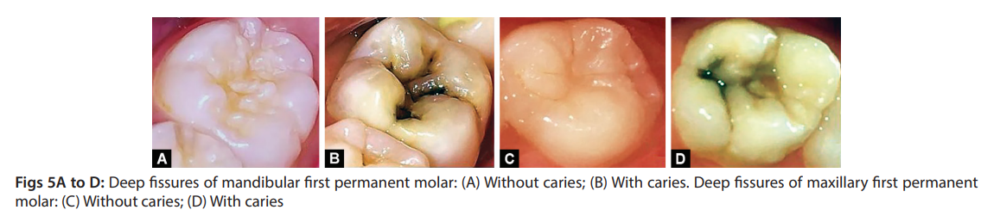 A
B
C
D
Figs 5A to D: Deep fissures of mandibular first permanent molar: (A) Without caries; (B) With caries. Deep fissures of maxillary first permanent
molar: (C) Without caries; (D) With caries